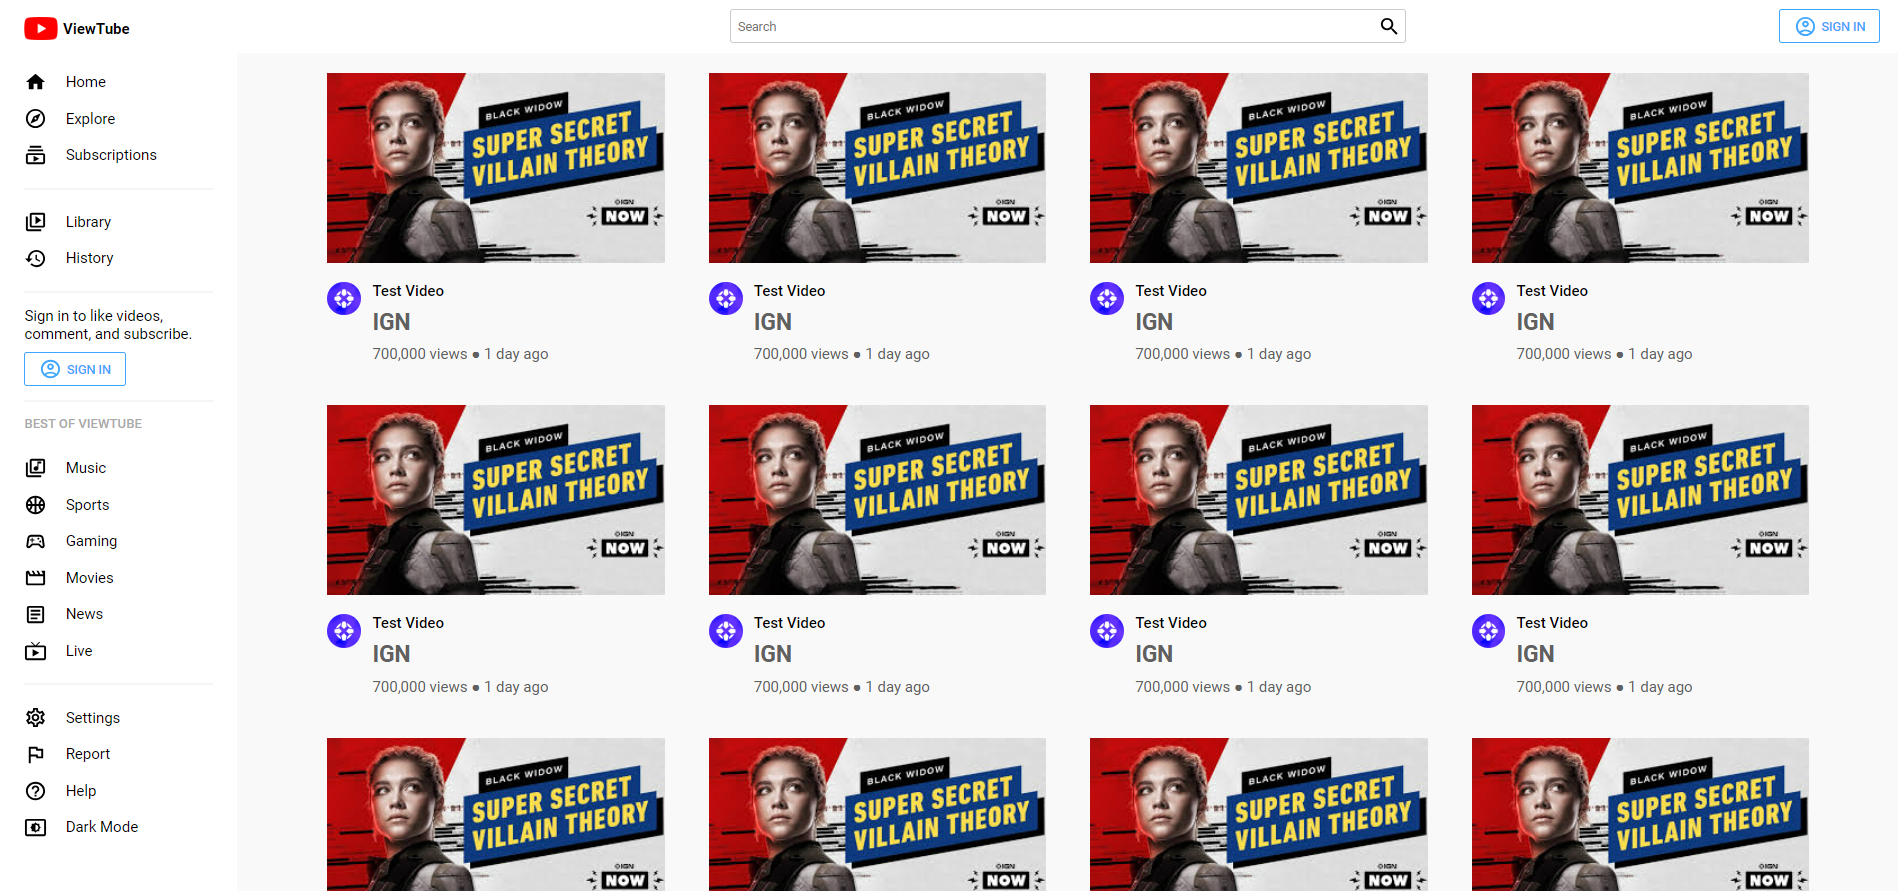 ViewTube
Search
SIGN IN
Home
Explore
Subscriptions
Library
History
Sign in to like videos,
comment, and subscribe.
SIGN IN
BEST OF VIEWTUBE
Music
Sports
Gaming
Movies
News
Live
Settings
Report
Help
Dark Mode
BLACK WIDOW
SUPER SECRET
VILLAIN THEORY
IGN
NOW
Test Video
IGN
700,000 views ● 1 day ago
BLACK WIDOW
SUPER SECRET
VILLAIN THEORY
IGN
NOW
Test Video
IGN
700,000 views ● 1 day ago
BLACK WIDOW
SUPER SECRET
VILLAIN THEORY
IGN
NOW
Test Video
IGN
700,000 views ● 1 day ago
BLACK WIDOW
SUPER SECRET
VILLAIN THEORY
IGN
NOW
Test Video
IGN
700,000 views ● 1 day ago
BLACK WIDOW
SUPER SECRET
VILLAIN THEORY
IGN
NOW
Test Video
IGN
700,000 views ● 1 day ago
BLACK WIDOW
SUPER SECRET
VILLAIN THEORY
IGN
NOW
Test Video
IGN
700,000 views ● 1 day ago
BLACK WIDOW
SUPER SECRET
VILLAIN THEORY
IGN
NOW
Test Video
IGN
700,000 views ● 1 day ago
BLACK WIDOW
SUPER SECRET
VILLAIN THEORY
IGN
NOW
Test Video
IGN
700,000 views ● 1 day ago
BLACK WIDOW
SUPER SECRET
VILLAIN THEORY
IGN
NOW
BLACK WIDOW
SUPER SECRET
VILLAIN THEORY
IGN
NOW
BLACK WIDOW
SUPER SECRET
VILLAIN THEORY
IGN
NOW
BLACK WIDOW
SUPER SECRET
VILLAIN THEORY
IGN
NOW